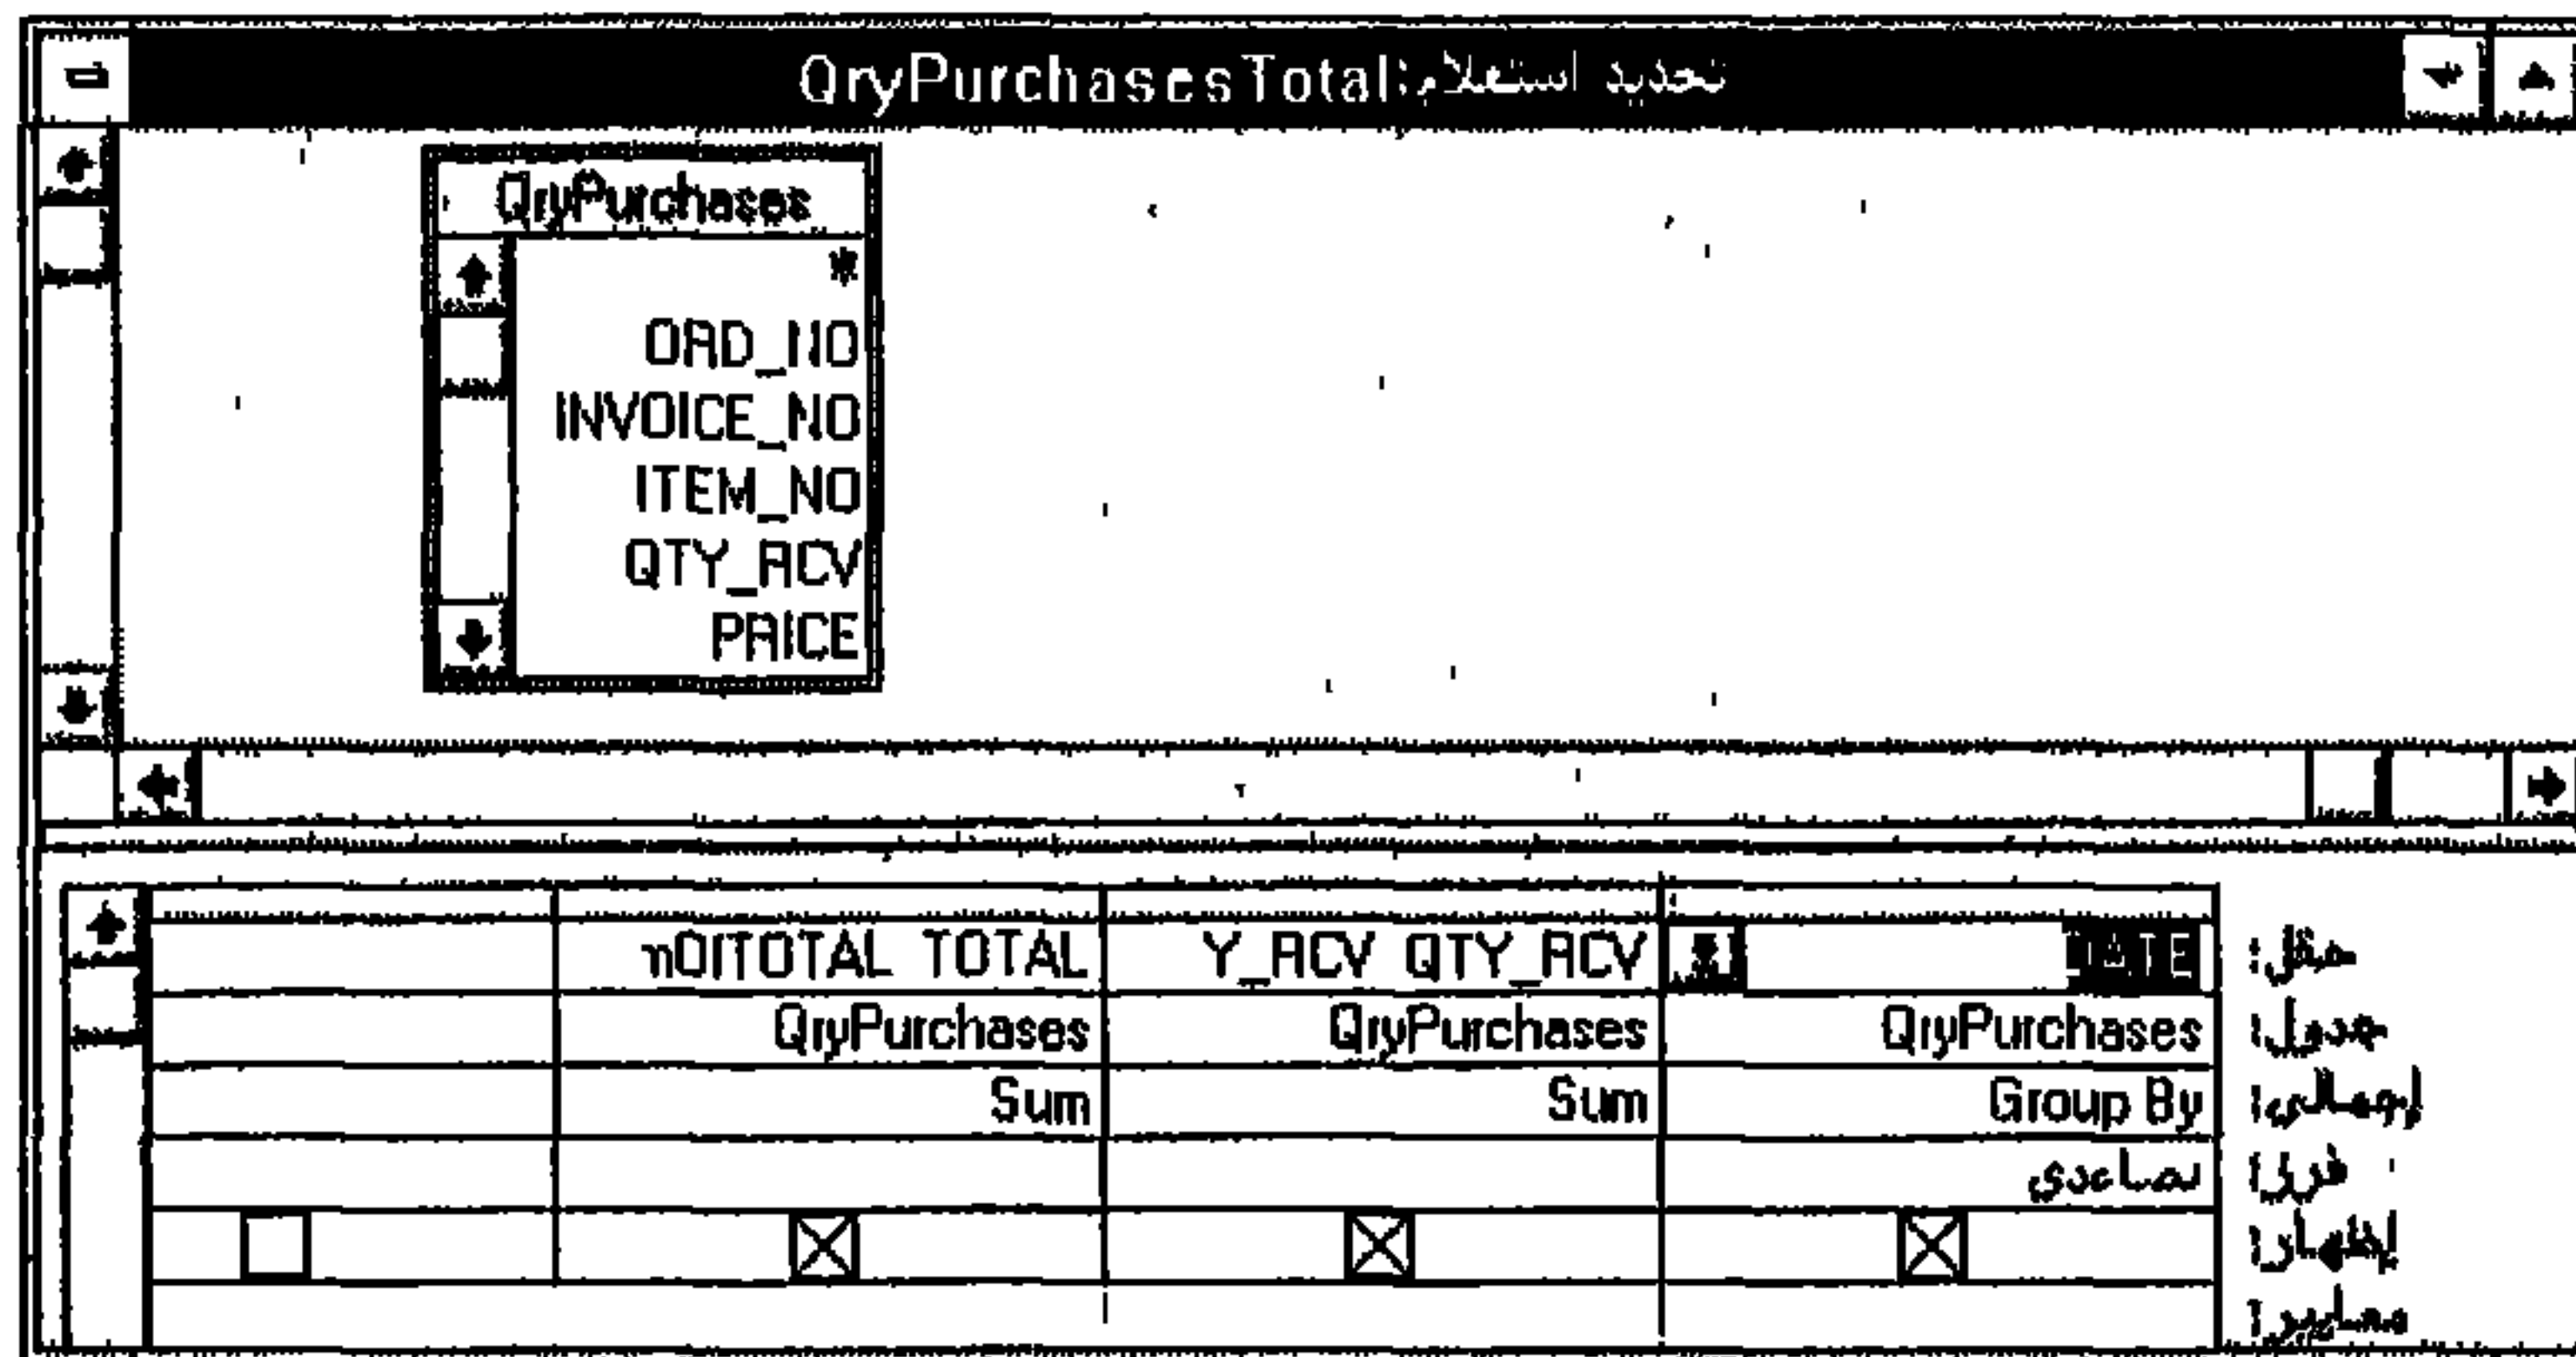 تحديد استعلام:QryPurchasesTotal
QryPurchases
*
ORD_NO
INVOICE_NO
ITEM_NO
QTY_RCV
PRICE
حقل: DATE Y_RCV QTY_RCV TOTAL TOTAL
جدول: QryPurchases QryPurchases QryPurchases
إجمالي: Group By Sum Sum
فرز: تصاعدي
إظهار:
معايير: